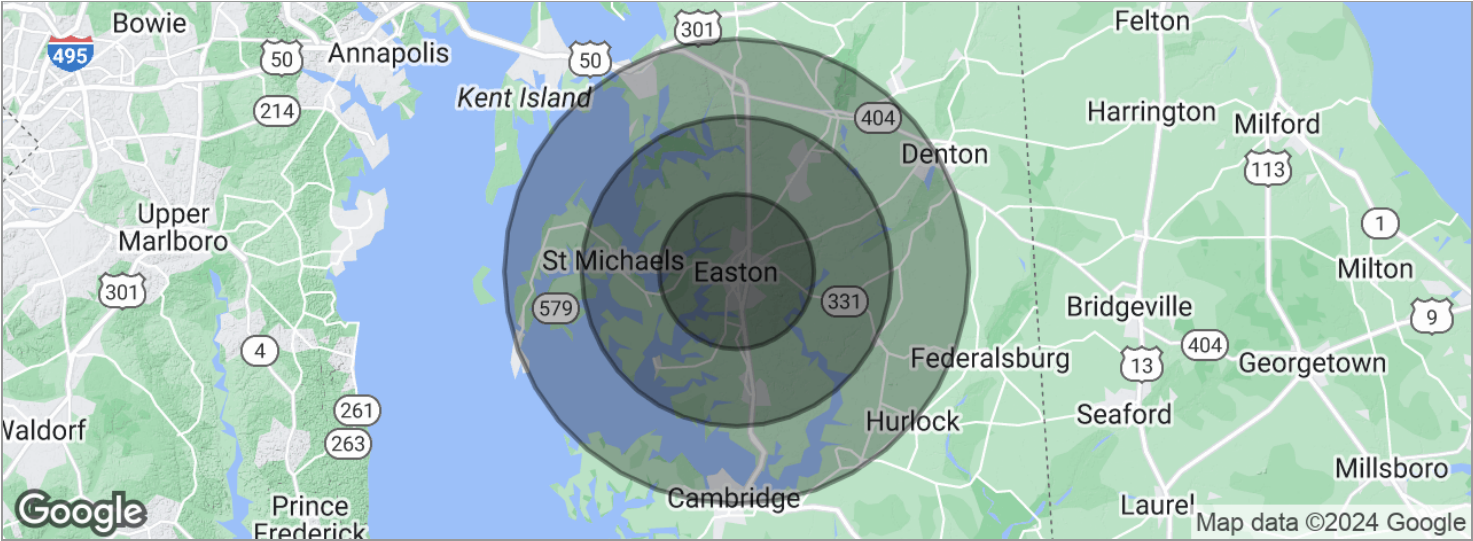 Bowie
Felton
301
495
50
Annapolis
50
Kent Island
214
404
Harrington
Milford
Denton
113
Upper
Marlboro
1
St Michaels
Easton
Milton
301
579
331
Bridgeville
9
4
404
Federalsburg
13
Georgetown
261
Seaford
Hurlock
Waldorf
263
Millsboro
Cambridge
Laurel
Prince
Frederick
Google
Map data ©2024 Google